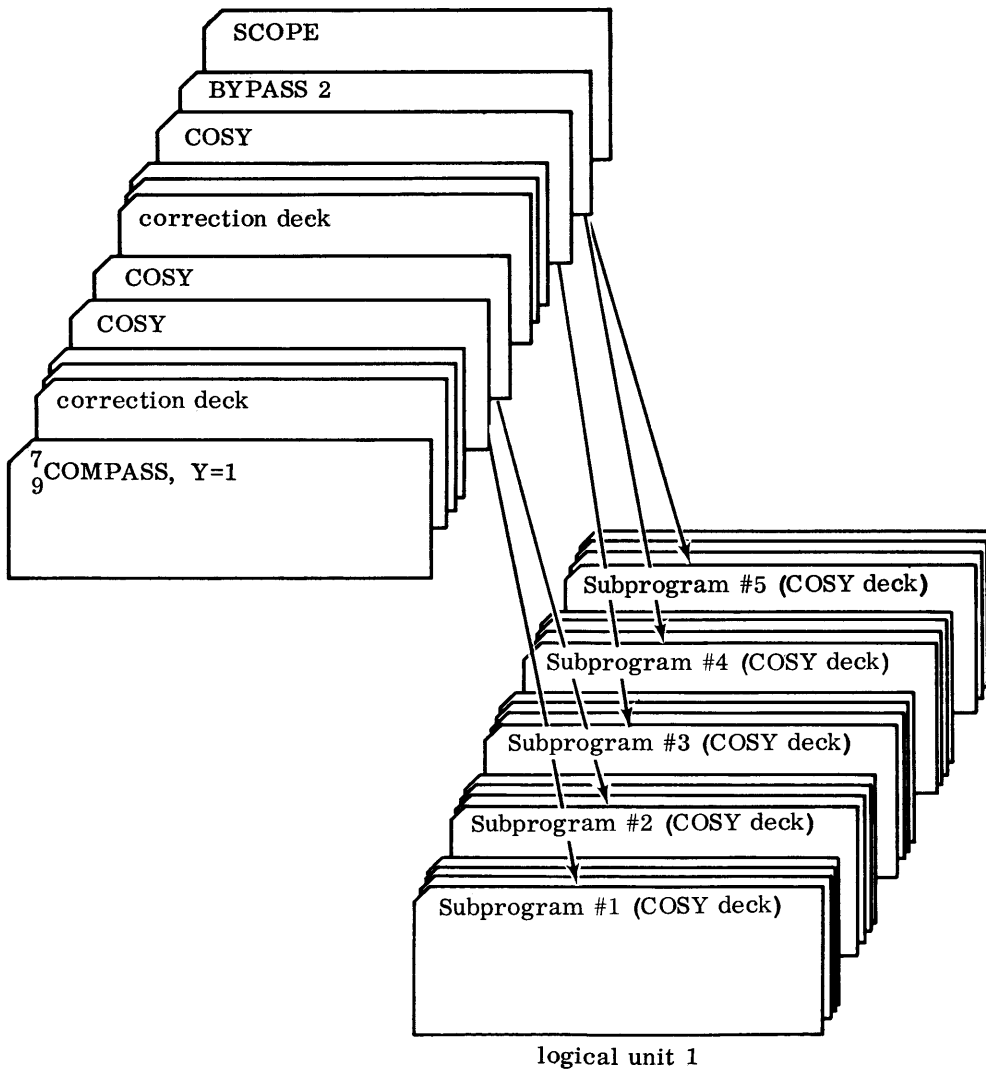 SCOPE
BYPASS 2
COSY
correction deck
COSY
COSY
correction deck
7
9COMPASS, Y=1
Subprogram #5 (COSY deck)
Subprogram #4 (COSY deck)
Subprogram #3 (COSY deck)
Subprogram #2 (COSY deck)
Subprogram #1 (COSY deck)
logical unit 1